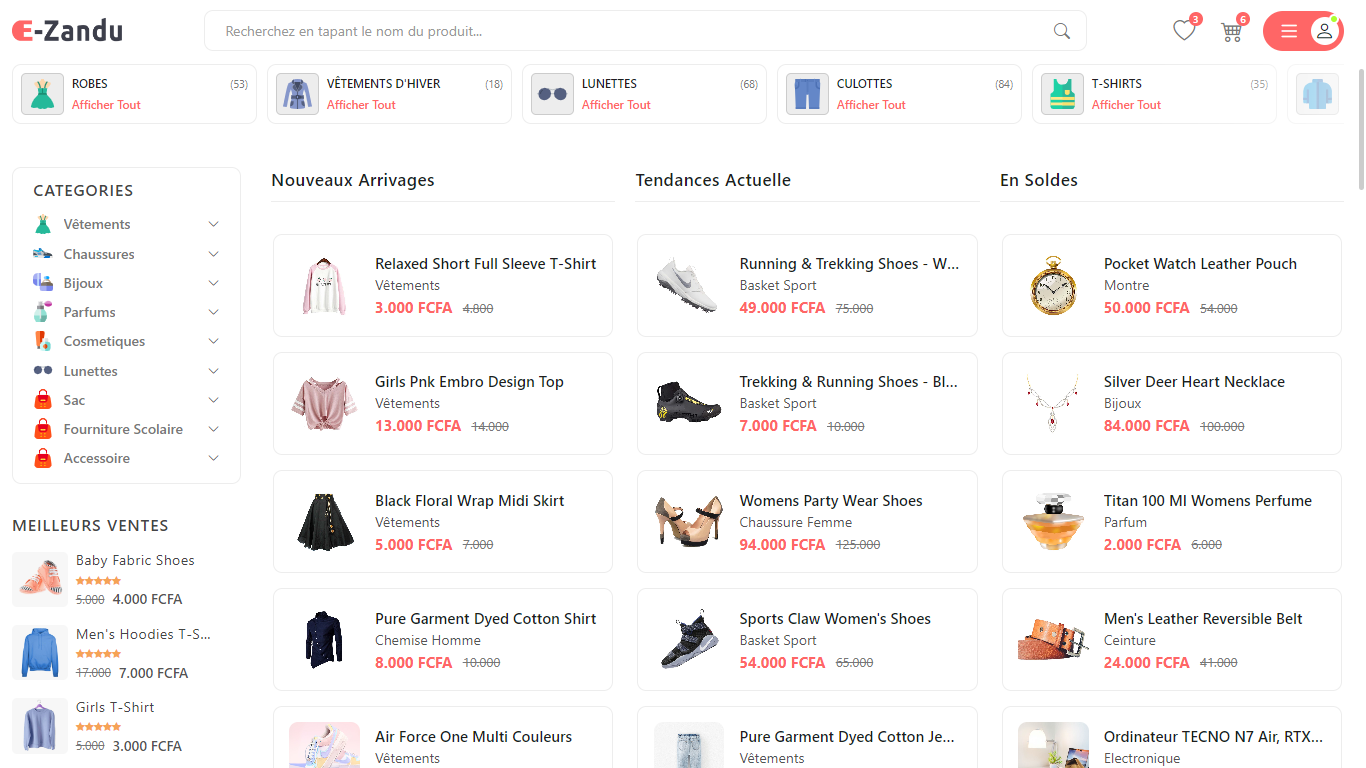 E-Zandu
Recherchez en tapant le nom du produit...
3
6
ROBES (53)
Afficher Tout
VÊTEMENTS D'HIVER (18)
Afficher Tout
LUNETTES (68)
Afficher Tout
CULOTTES (84)
Afficher Tout
T-SHIRTS (35)
Afficher Tout
CATEGORIES
Vêtements
Chaussures
Bijoux
Parfums
Cosmetiques
Lunettes
Sac
Fourniture Scolaire
Accessoire
MEILLEURS VENTES
Baby Fabric Shoes
5.000 4.000 FCFA
Men's Hoodies T-S...
17.000 7.000 FCFA
Girls T-Shirt
5.000 3.000 FCFA
Nouveaux Arrivages
Relaxed Short Full Sleeve T-Shirt
Vêtements
3.000 FCFA 4.800
Girls Pnk Embro Design Top
Vêtements
13.000 FCFA 14.000
Black Floral Wrap Midi Skirt
Vêtements
5.000 FCFA 7.000
Pure Garment Dyed Cotton Shirt
Chemise Homme
8.000 FCFA 10.000
Air Force One Multi Couleurs
Vêtements
Tendances Actuelle
Running & Trekking Shoes - W...
Basket Sport
49.000 FCFA 75.000
Trekking & Running Shoes - Bl...
Basket Sport
7.000 FCFA 10.000
Womens Party Wear Shoes
Chaussure Femme
94.000 FCFA 125.000
Sports Claw Women's Shoes
Basket Sport
54.000 FCFA 65.000
Pure Garment Dyed Cotton Je...
Vêtements
En Soldes
Pocket Watch Leather Pouch
Montre
50.000 FCFA 54.000
Silver Deer Heart Necklace
Bijoux
84.000 FCFA 100.000
Titan 100 Ml Womens Perfume
Parfum
2.000 FCFA 6.000
Men's Leather Reversible Belt
Ceinture
24.000 FCFA 41.000
Ordinateur TECNO N7 Air, RTX...
Electronique